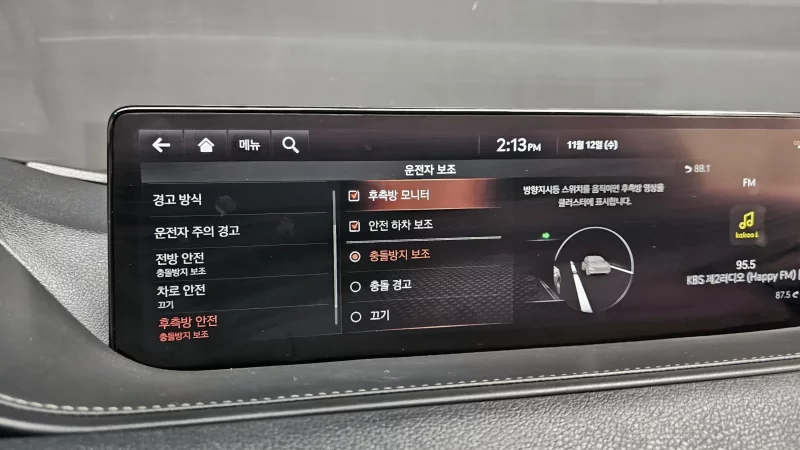 메뉴
2:13 PM
11월 12일 (수)
운전자 보조
88.1
경고 방식
운전자 주의 경고
전방 안전
충돌방지 보조
차로 안전
끄기
후측방 안전
충돌방지 보조
후측방 모니터
안전 하차 보조
충돌방지 보조
충돌 경고
끄기
방향지시등 스위치를 움직이면 후측방 영상을
클러스터에 표시합니다.
FM
95.5
KBS 제2라디오 (Happy FM)
87.5